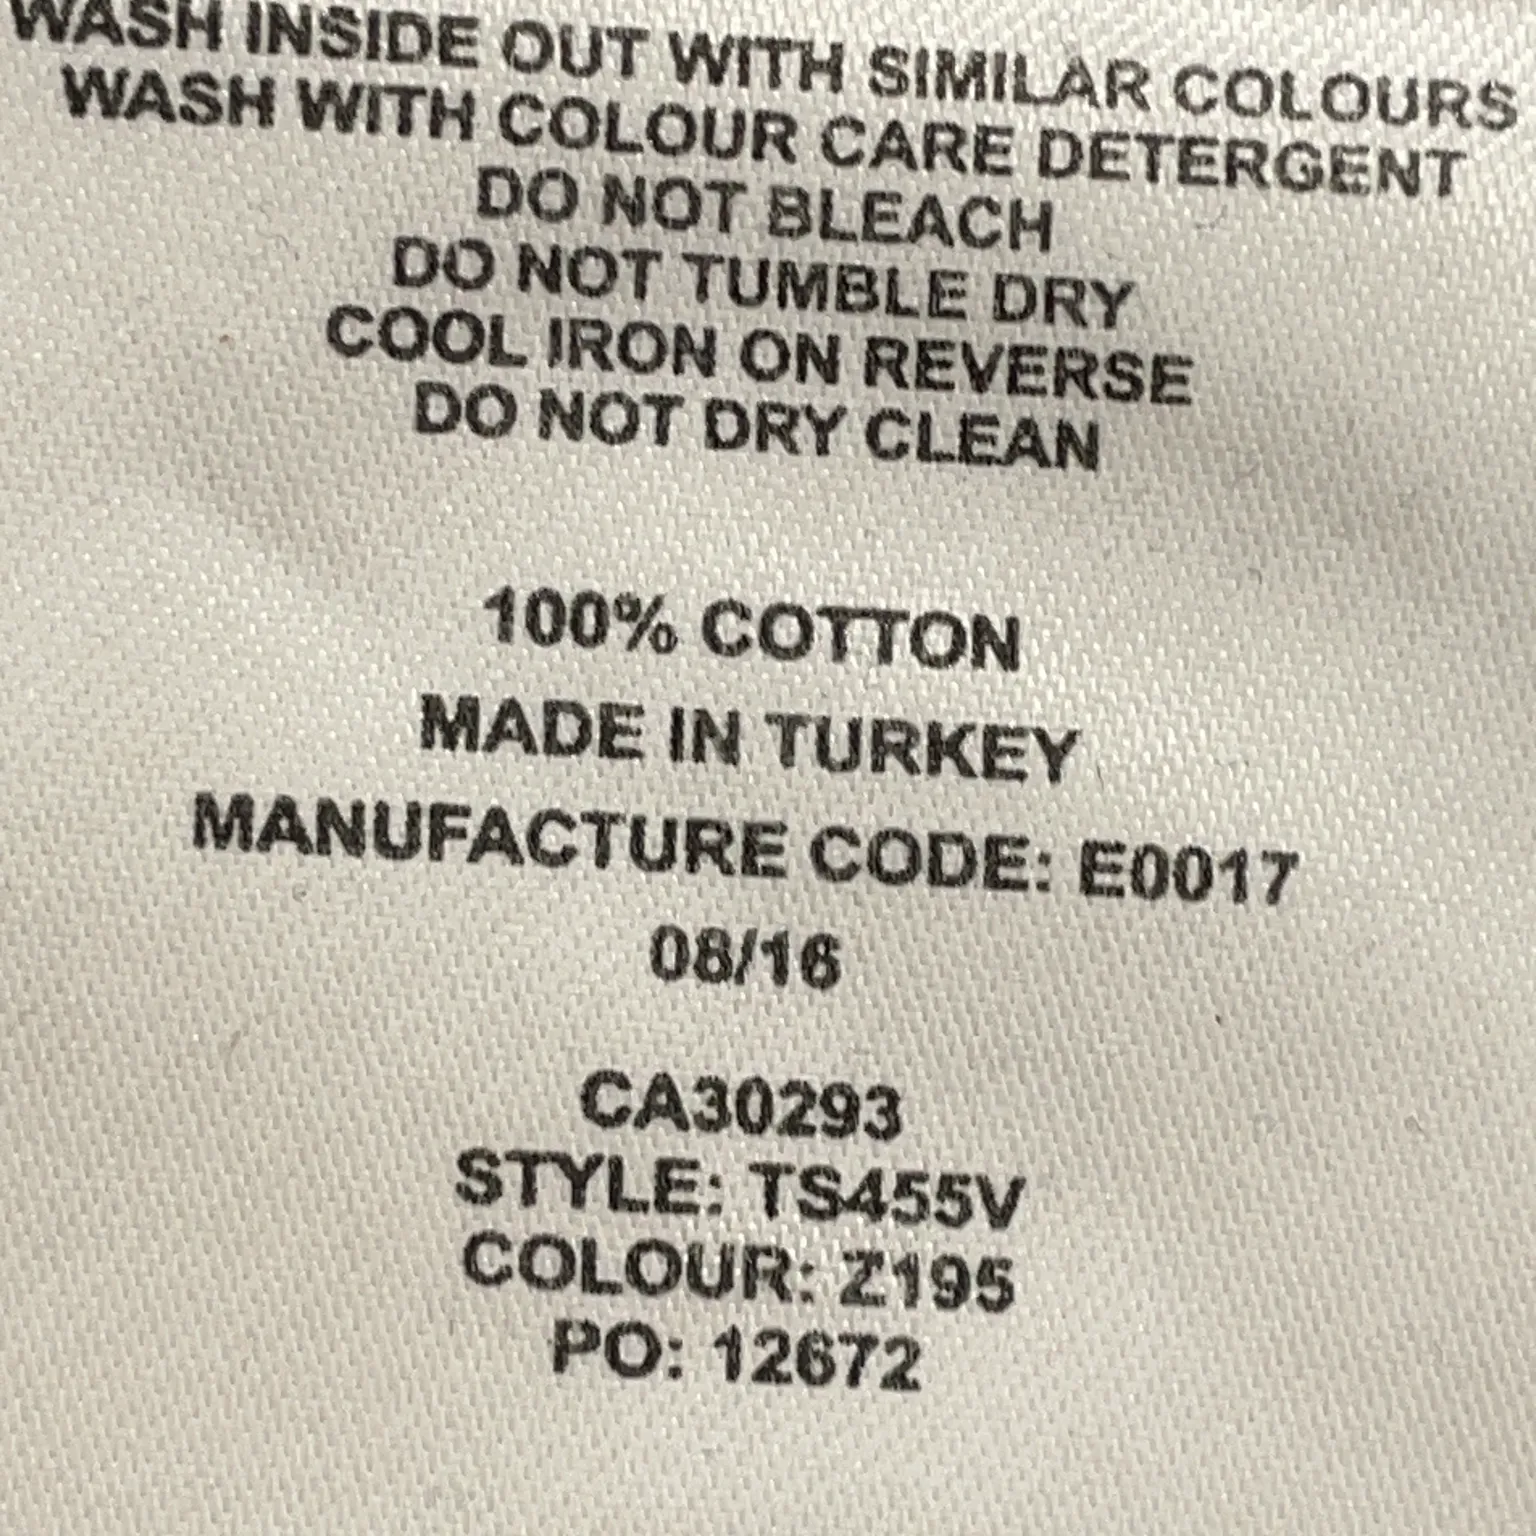 WASH INSIDE OUT WITH SIMILAR COLOURS
WASH WITH COLOUR CARE DETERGENT
DO NOT BLEACH
DO NOT TUMBLE DRY
COOL IRON ON REVERSE
DO NOT DRY CLEAN
100% COTTON
MADE IN TURKEY
MANUFACTURE CODE: E0017
08/16
CA30293
STYLE: TS455V
COLOUR: Z195
PO: 12672